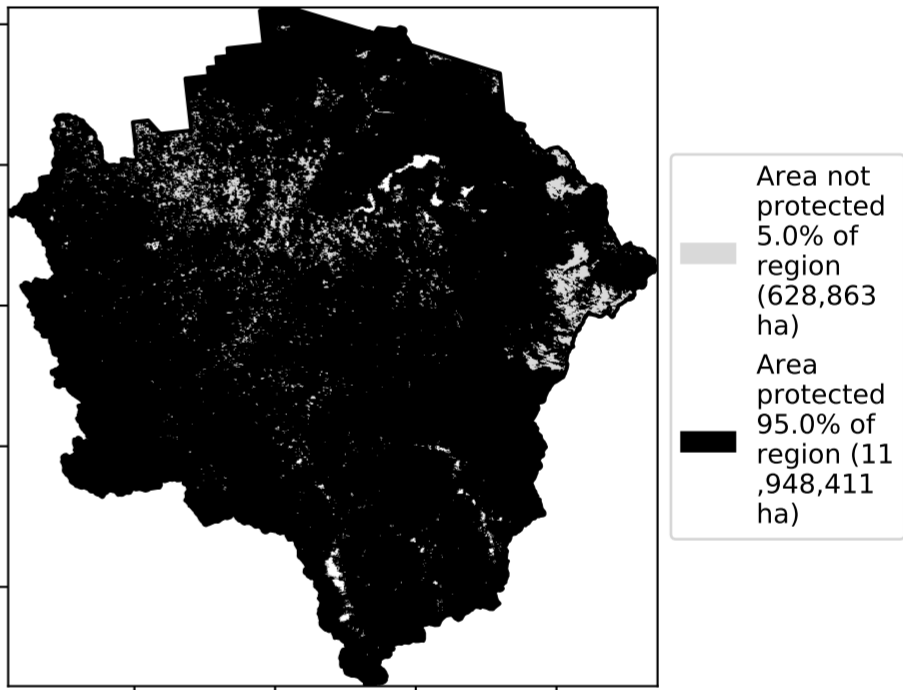 Area not
protected
5.0% of
region
(628,863
ha)
Area
protected
95.0% of
region (11
,948,411
ha)